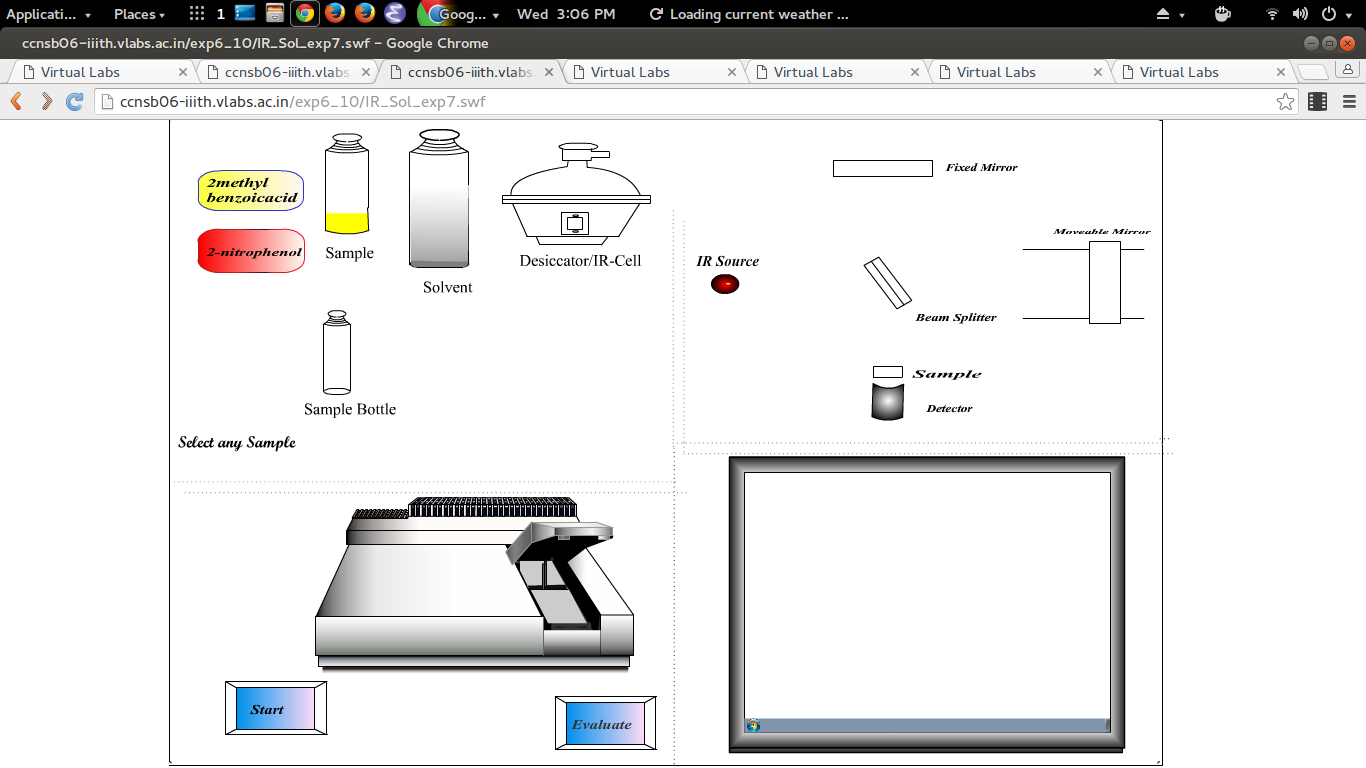 Applicati... Places 1 Goog... Wed 3:06 PM Loading current weather ...
ccnsb06-iiith.vlabs.ac.in/exp6_10/IR_Sol_exp7.swf - Google Chrome
Virtual Labs ccnsb06-iiith.vlabs ccnsb06-iiith.vlabs Virtual Labs Virtual Labs Virtual Labs Virtual Labs
ccnsb06-iiith.vlabs.ac.in/exp6_10/IR_Sol_exp7.swf
2methyl
benzoicacid
2-nitrophenol
Sample
Solvent
Desiccator/IR-Cell
Sample Bottle
Select any Sample
Fixed Mirror
Moveable Mirror
IR Source
Beam Splitter
Sample
Detector
Start
Evaluate